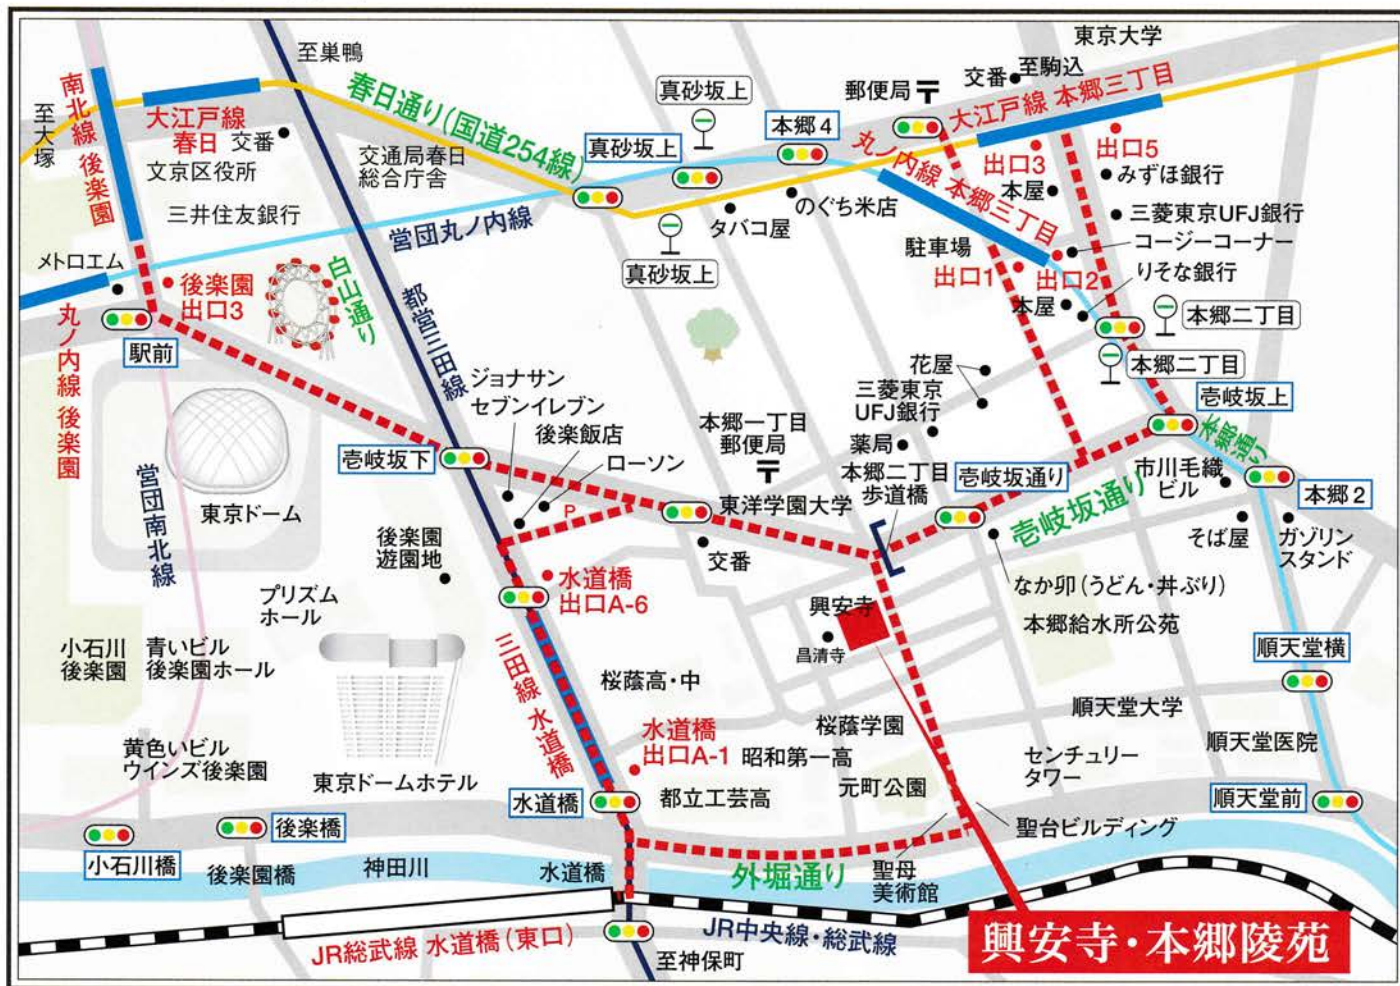 東京大学
至巣鴨
交番
至駒込
南北線 後楽園
大江戸線
春日
交番
至大塚
春日通り(国道254線)
真砂坂上
本郷4
郵便局
大江戸線 本郷三丁目
出口3
出口5
文京区役所
交通局春日
総合庁舎
真砂坂上
丸ノ内線 本郷三丁目
本屋
みずほ銀行
三井住友銀行
営団丸ノ内線
タバコ屋
のぐち米店
三菱東京UFJ銀行
コージーコーナー
駐車場
出口1
出口2
りそな銀行
真砂坂上
メトロエム
後楽園
出口3
白山通り
都営三田線
本屋
本郷二丁目
本郷二丁目
駅前
丸ノ内線 後楽園
ジョナサン
セブンイレブン
後楽飯店
ローソン
花屋
三菱東京
UFJ銀行
薬局
本郷一丁目
郵便局
壱岐坂上
本郷通り
壱岐坂下
本郷二丁目
歩道橋
壱岐坂通り
壱岐坂通り
市川毛織
ビル
本郷2
東京ドーム
P
東洋学園大学
営団南北線
後楽園
遊園地
交番
そば屋
ガゾリン
スタンド
水道橋
出口A-6
なか卯(うどん・丼ぶり)
プリズム
ホール
興安寺
昌清寺
本郷給水所公苑
小石川
後楽園
青いビル
後楽園ホール
三田線 水道橋
桜蔭高・中
順天堂横
順天堂大学
桜蔭学園
水道橋
出口A-1
昭和第一高
黄色いビル
ウインズ後楽園
東京ドームホテル
センチュリー
タワー
順天堂医院
元町公園
水道橋
都立工芸高
順天堂前
聖台ビルディング
小石川橋
後楽橋
後楽園橋
神田川
水道橋
外堀通り
聖母
美術館
JR総武線 水道橋(東口)
JR中央線・総武線
至神保町
興安寺・本郷陵苑